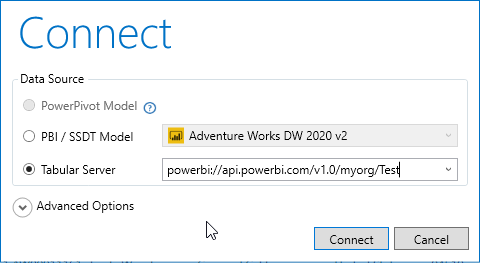 Connect
Data Source
PowerPivot Model ?
PBI / SSDT Model Adventure Works DW 2020 v2
Tabular Server powerbi://api.powerbi.com/v1.0/myorg/Test
Advanced Options
Connect Cancel